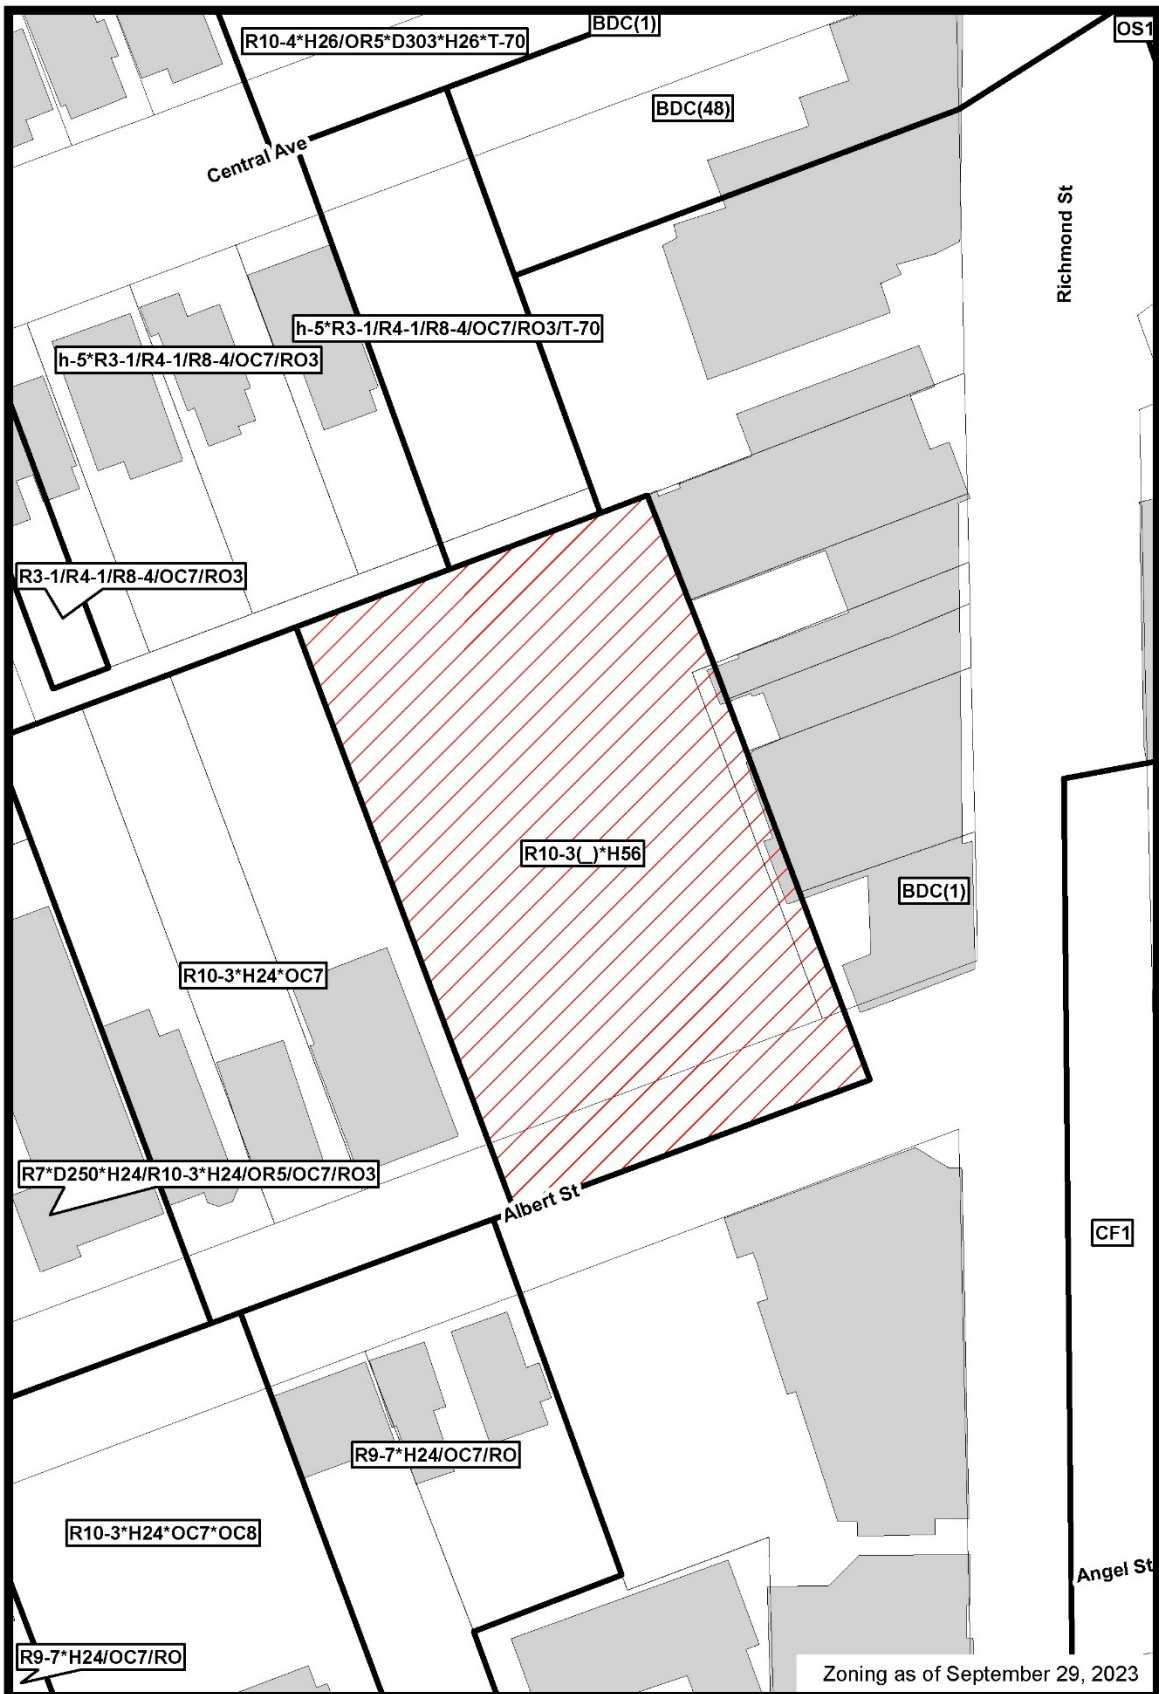 BDC(1)
OS1
R10-4*H26/OR5*D303*H26*T-70
BDC(48)
Central Ave
Richmond St
h-5*R3-1/R4-1/R8-4/OC7/RO3/T-70
h-5*R3-1/R4-1/R8-4/OC7/RO3
R3-1/R4-1/R8-4/OC7/RO3
R10-3(_)*H56
BDC(1)
R10-3*H24*OC7
R7*D250*H24/R10-3*H24/OR5/OC7/RO3
Albert St
CF1
R9-7*H24/OC7/RO
R10-3*H24*OC7*OC8
Angel St
R9-7*H24/OC7/RO
Zoning as of September 29, 2023